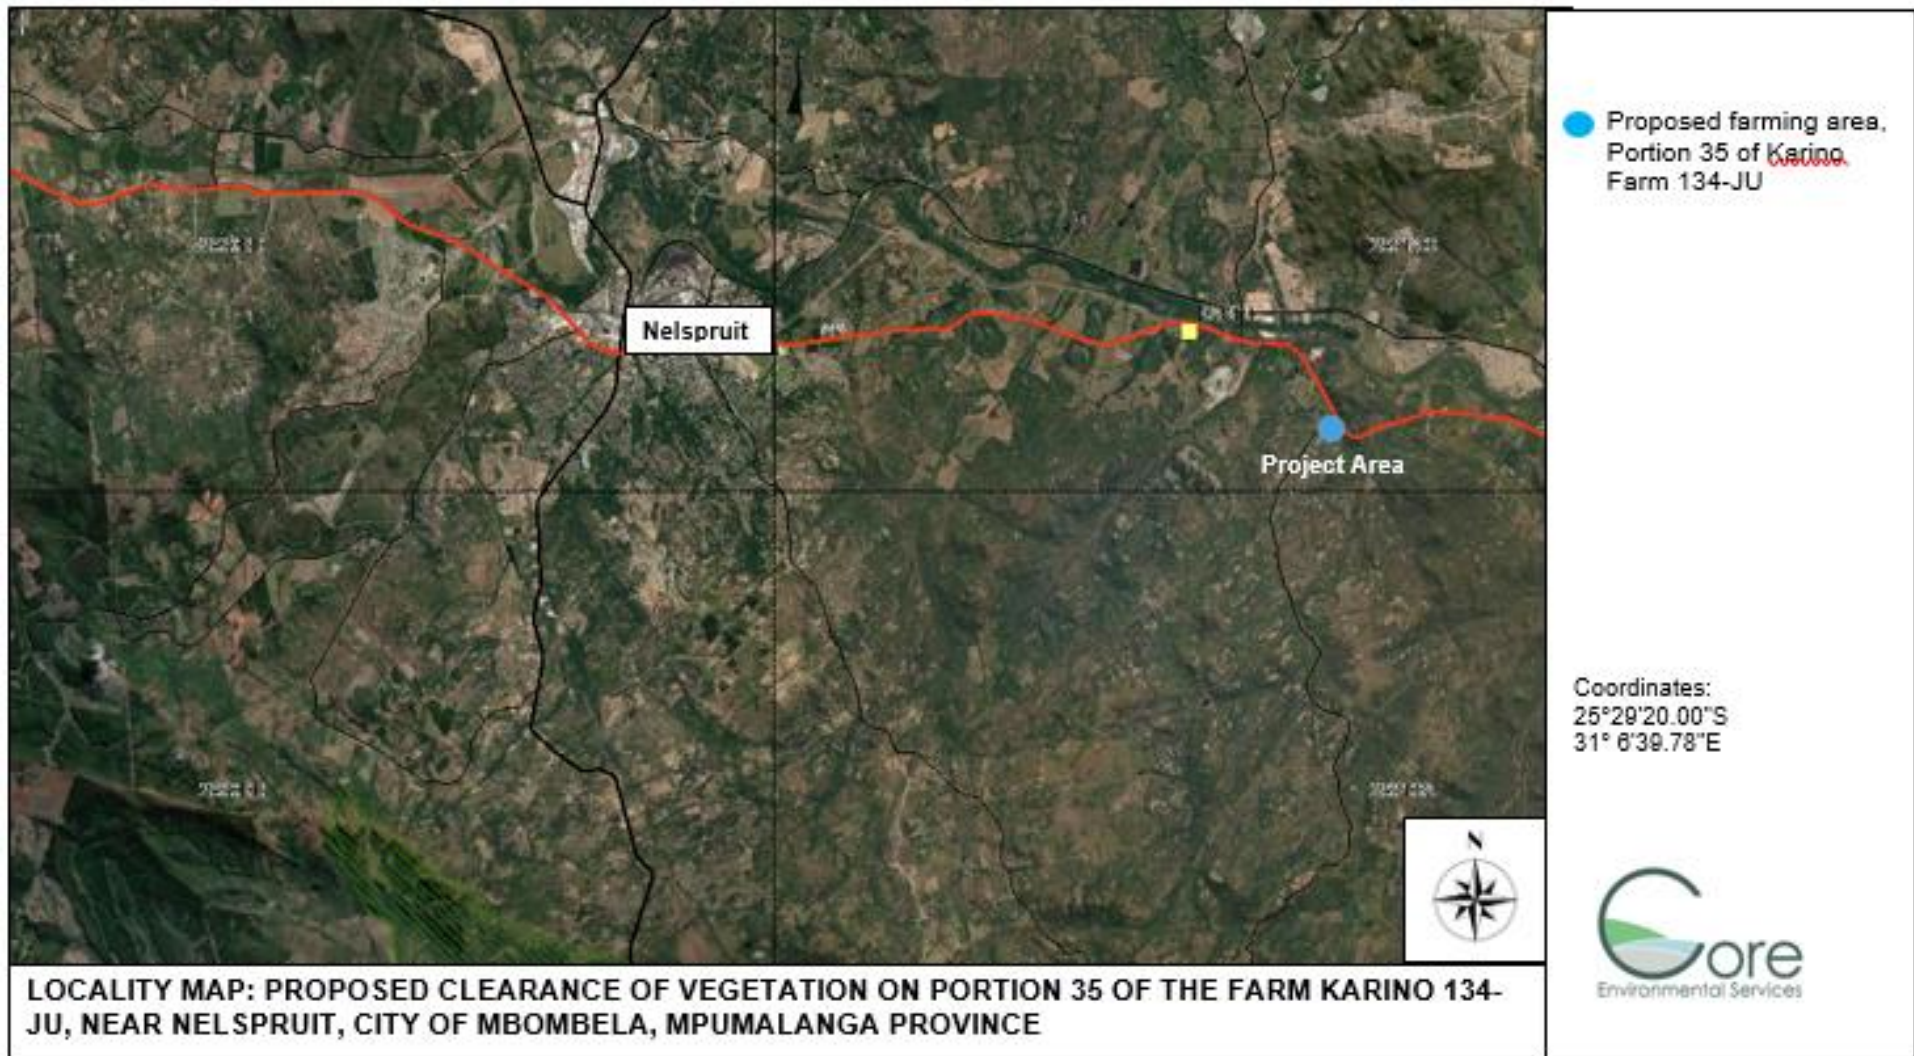 Nelspruit
Project Area
N
Proposed farming area,
Portion 35 of Karino
Farm 134-JU
Coordinates:
25°29'20.00"S
31° 6'39.78"E
Core
Environmental Services
LOCALITY MAP: PROPOSED CLEARANCE OF VEGETATION ON PORTION 35 OF THE FARM KARINO 134-
JU, NEAR NELSPRUIT, CITY OF MBOMBELA, MPUMALANGA PROVINCE